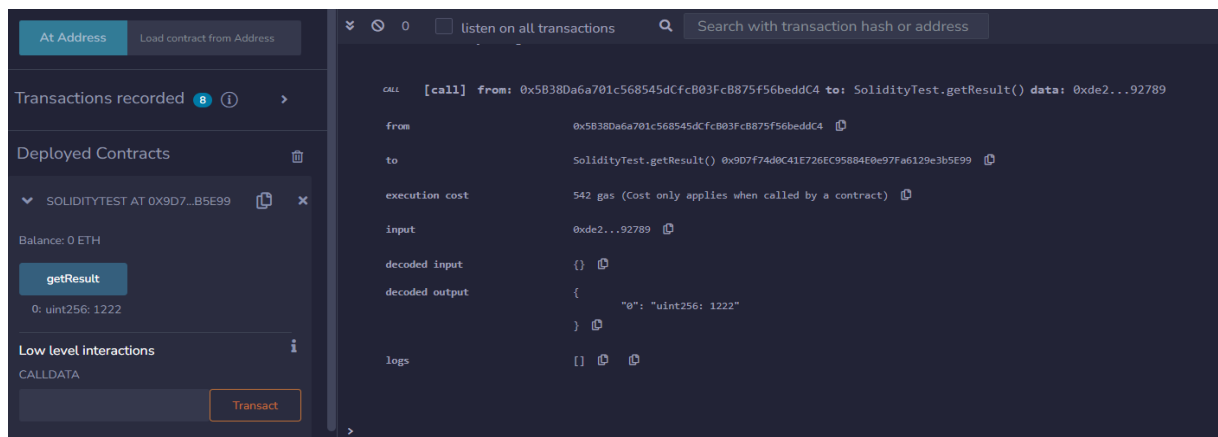 At Address
Load contract from Address
Transactions recorded 8 i
Deployed Contracts
SOLIDITYTEST AT 0X9D7...B5E99
Balance: 0 ETH
getResult
0: uint256: 1222
Low level interactions
i
CALLDATA
Transact
0
listen on all transactions
Search with transaction hash or address
CALL [call] from: 0x5B38Da6a701c568545dCfcB03FcB875f56beddC4 to: SolidityTest.getResult() data: 0xde2...92789
from 0x5B38Da6a701c568545dCfcB03FcB875f56beddC4
to SolidityTest.getResult() 0x9D7f74d0C41E726EC95884E0e97Fa6129e3b5E99
execution cost 542 gas (Cost only applies when called by a contract)
input 0xde2...92789
decoded input {}
decoded output {
"0": "uint256: 1222"
}
logs []
>